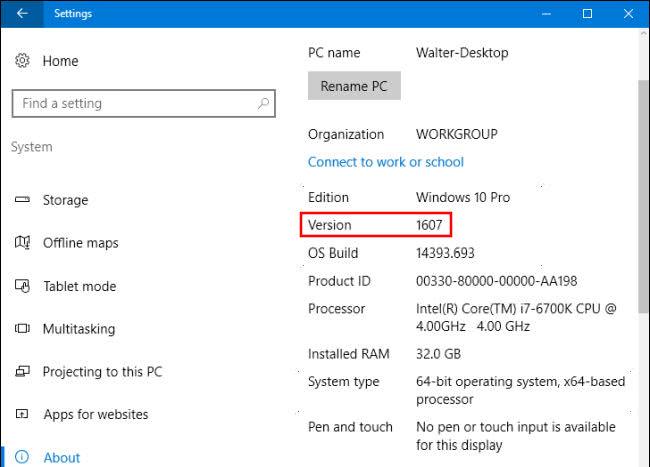 Settings
Home
Find a setting
System
Storage
Offline maps
Tablet mode
Multitasking
Projecting to this PC
Apps for websites
About
PC name Walter-Desktop
Rename PC
Organization WORKGROUP
Connect to work or school
Edition Windows 10 Pro
Version 1607
OS Build 14393.693
Product ID 00330-80000-00000-AA198
Processor Intel(R) Core(TM) i7-6700K CPU @
4.00GHz 4.00 GHz
Installed RAM 32.0 GB
System type 64-bit operating system, x64-based
processor
Pen and touch No pen or touch input is available
for this display